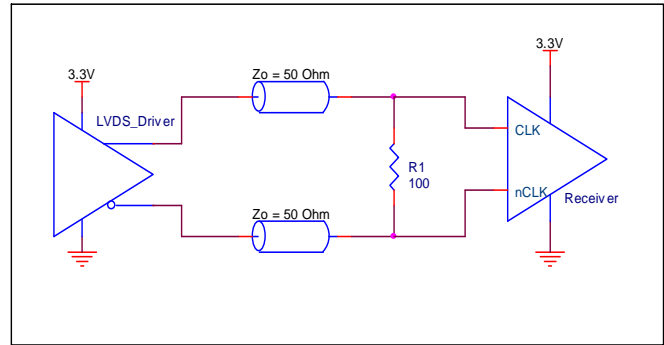 3.3V
3.3V
Zo = 50 Ohm
LVDS_Driver
CLK
R1
100
nCLK
Receiver
Zo = 50 Ohm